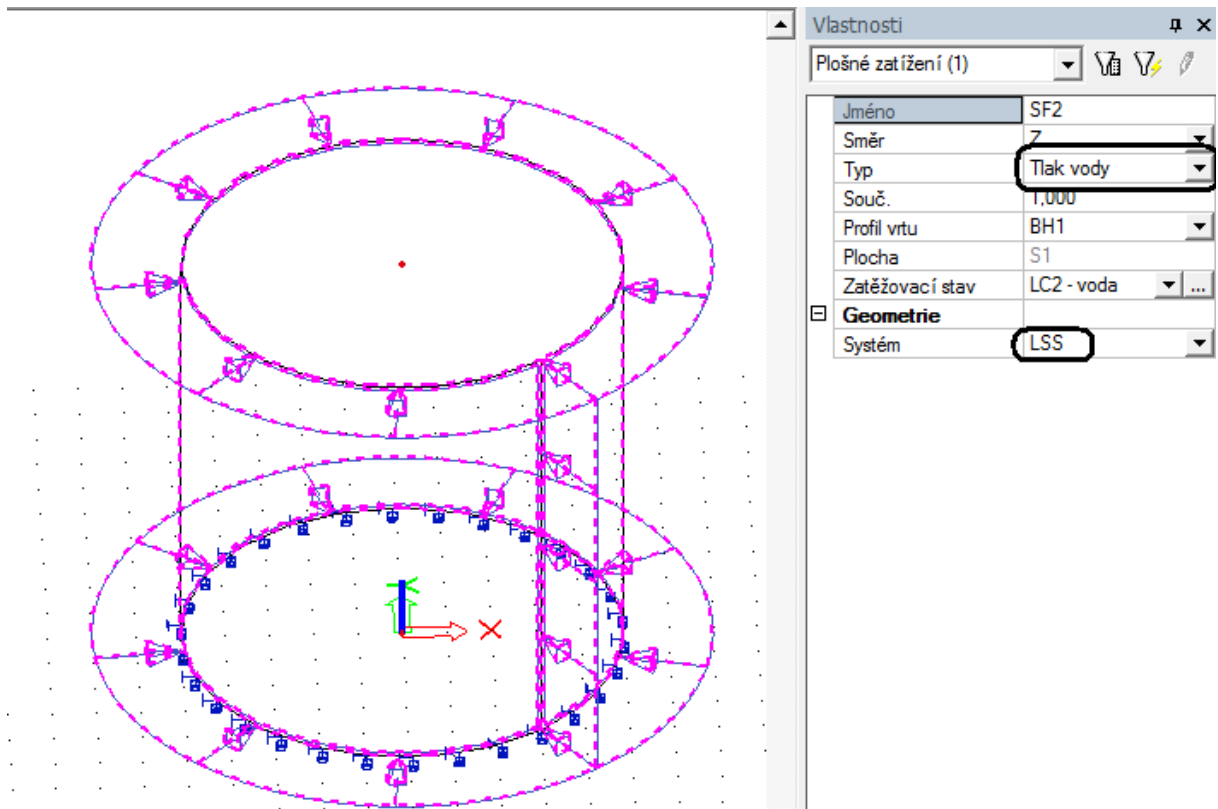 Vlastnosti
Plošné zatížení (1)
Jméno SF2
Směr Z
Typ Tlak vody
Souč. 1,000
Profil vrtu BH1
Plocha S1
Zatěžovací stav LC2 - voda ...
Geometrie
Systém LSS
Y
X